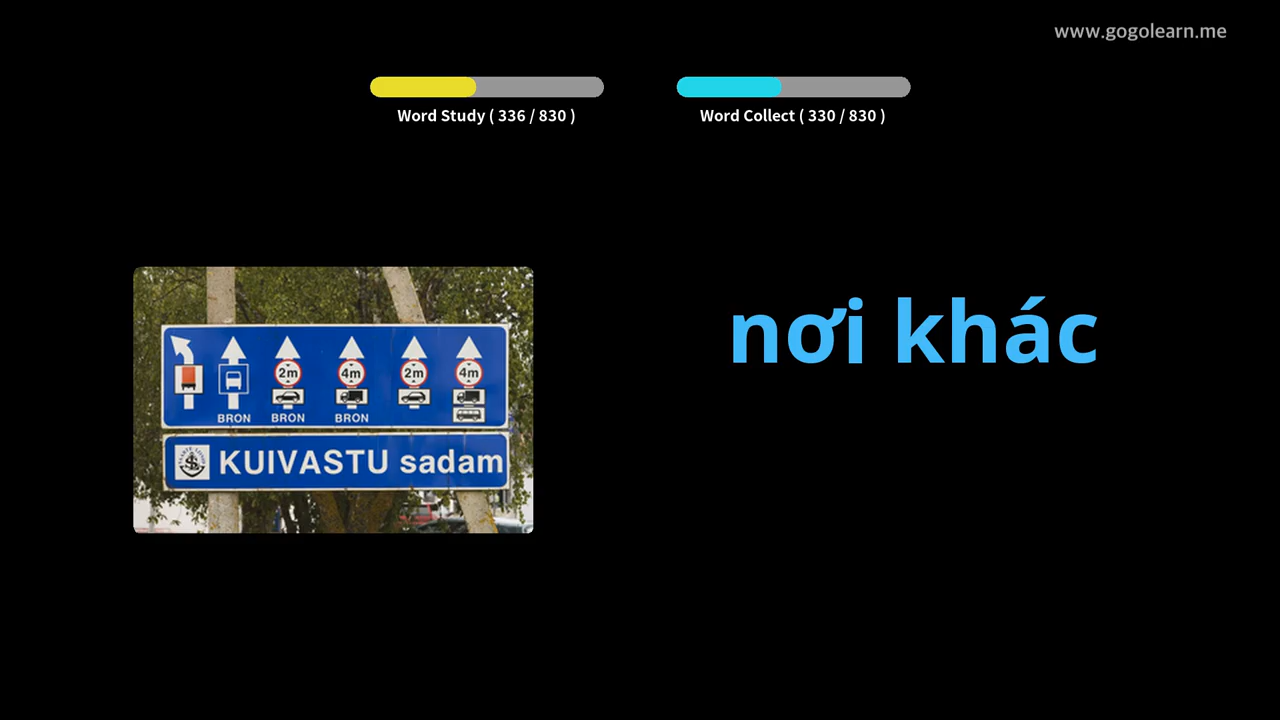 www.gogolearn.me
Word Study ( 336 / 830 )
Word Collect ( 330 / 830 )
nơi khác
2m 4m 2m 4m
BRON BRON BRON
KUIVASTU sadam